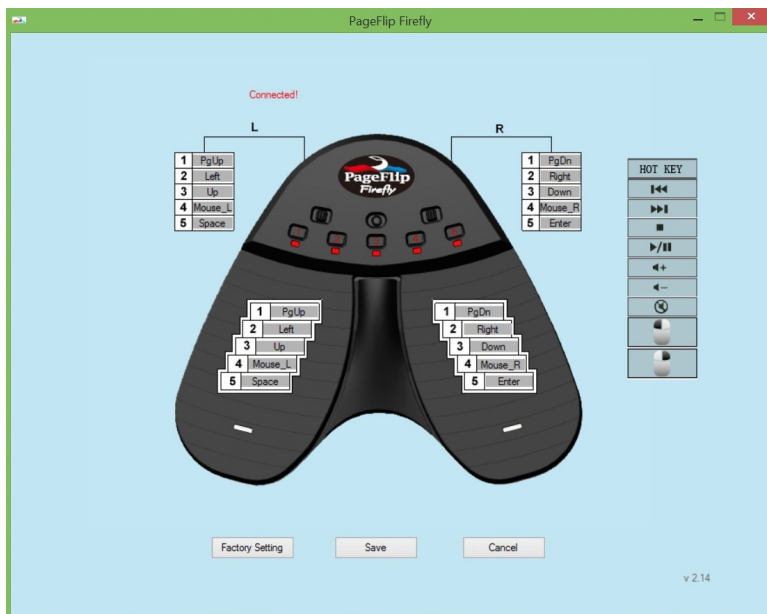 PageFlip Firefly
Connected!
L
R
1 PgUp
2 Left
3 Up
4 Mouse_L
5 Space
1 PgDn
2 Right
3 Down
4 Mouse_R
5 Enter
HOT KEY
PageFlip
Firefly
1 PgUp
2 Left
3 Up
4 Mouse_L
5 Space
1 PgDn
2 Right
3 Down
4 Mouse_R
5 Enter
Factory Setting
Save
Cancel
v 2.14